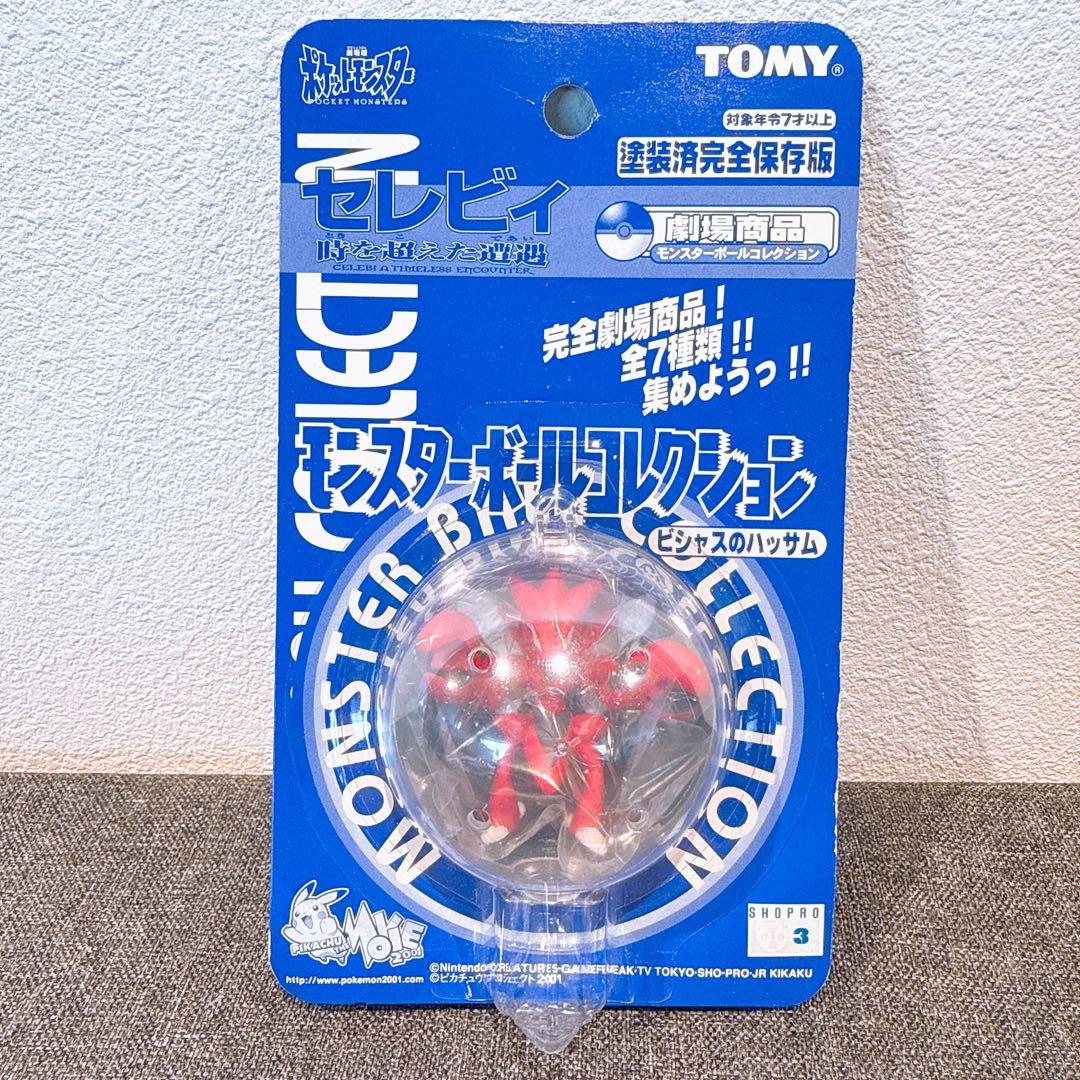 劇場版
ポケットモンスター
POCKET MONSTERS
TOMY®
対象年令7才以上
塗装済完全保存版
セレビィ
とき こ であい
時を超えた遭遇
CELEBI A TIMELESS ENCOUNTER
劇場商品
モンスターボールコレクション
完全劇場商品!
全7種類!!
集めようっ!!
モンスターボールコレクション
ビシャスのハッサム
MONSTER BALL COLLECTION
PIKACHU THE MOVIE 2001
http://www.pokemon2001.com
SHOPRO
3
©Nintendo·CREATURES·GAMEFREAK·TV TOKYO·SHO-PRO·JR KIKAKU
©ピカチュウプロジェクト2001